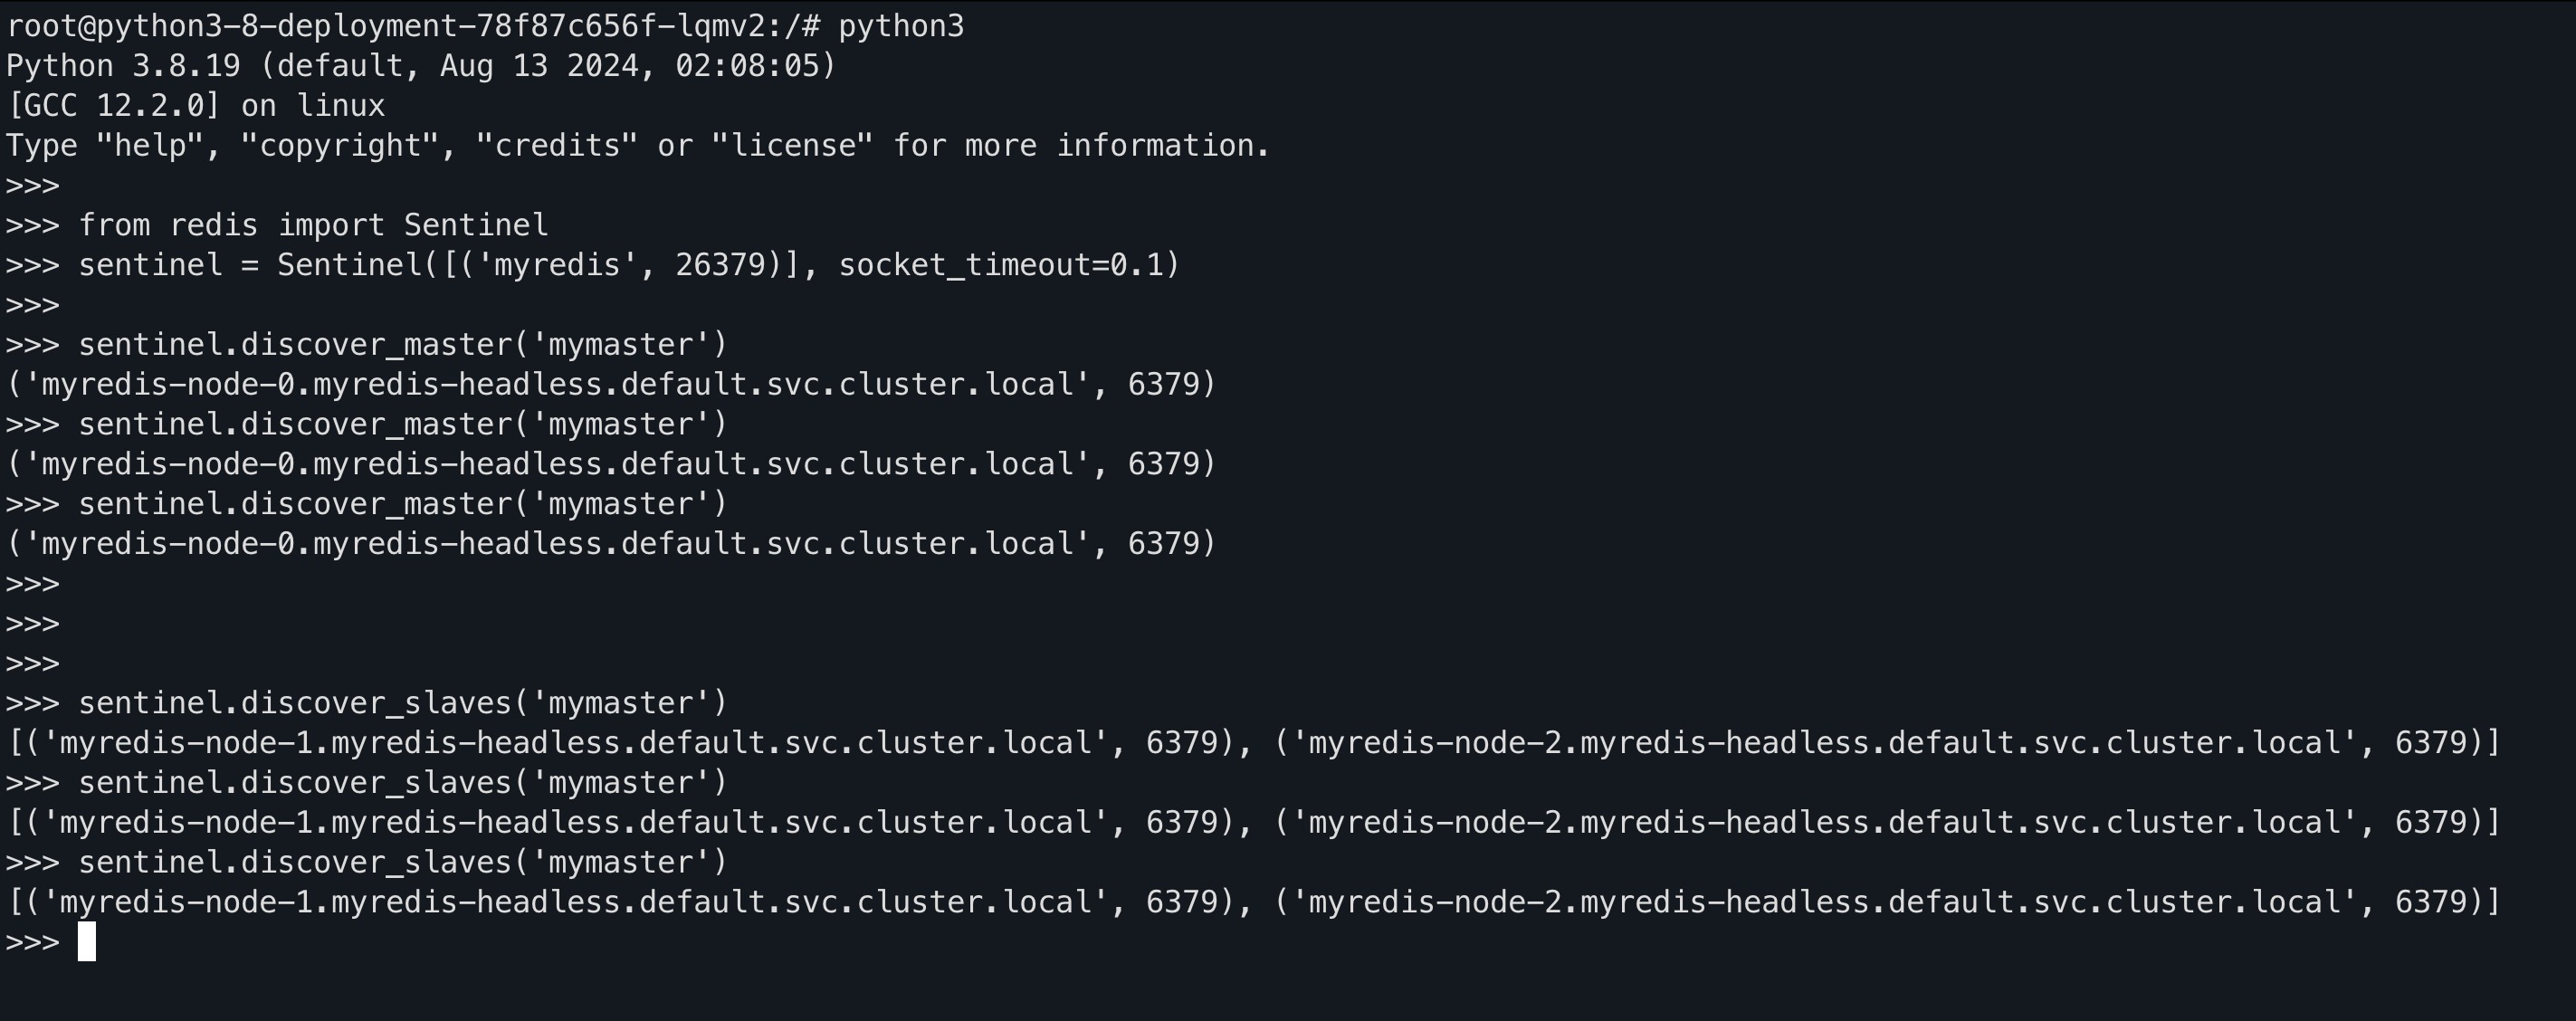 root@python3-8-deployment-78f87c656f-lqmv2:/# python3
Python 3.8.19 (default, Aug 13 2024, 02:08:05)
[GCC 12.2.0] on linux
Type "help", "copyright", "credits" or "license" for more information.
>>>
>>> from redis import Sentinel
>>> sentinel = Sentinel([('myredis', 26379)], socket_timeout=0.1)
>>>
>>> sentinel.discover_master('mymaster')
('myredis-node-0.myredis-headless.default.svc.cluster.local', 6379)
>>> sentinel.discover_master('mymaster')
('myredis-node-0.myredis-headless.default.svc.cluster.local', 6379)
>>> sentinel.discover_master('mymaster')
('myredis-node-0.myredis-headless.default.svc.cluster.local', 6379)
>>>
>>>
>>>
>>> sentinel.discover_slaves('mymaster')
[('myredis-node-1.myredis-headless.default.svc.cluster.local', 6379), ('myredis-node-2.myredis-headless.default.svc.cluster.local', 6379)]
>>> sentinel.discover_slaves('mymaster')
[('myredis-node-1.myredis-headless.default.svc.cluster.local', 6379), ('myredis-node-2.myredis-headless.default.svc.cluster.local', 6379)]
>>> sentinel.discover_slaves('mymaster')
[('myredis-node-1.myredis-headless.default.svc.cluster.local', 6379), ('myredis-node-2.myredis-headless.default.svc.cluster.local', 6379)]
>>>